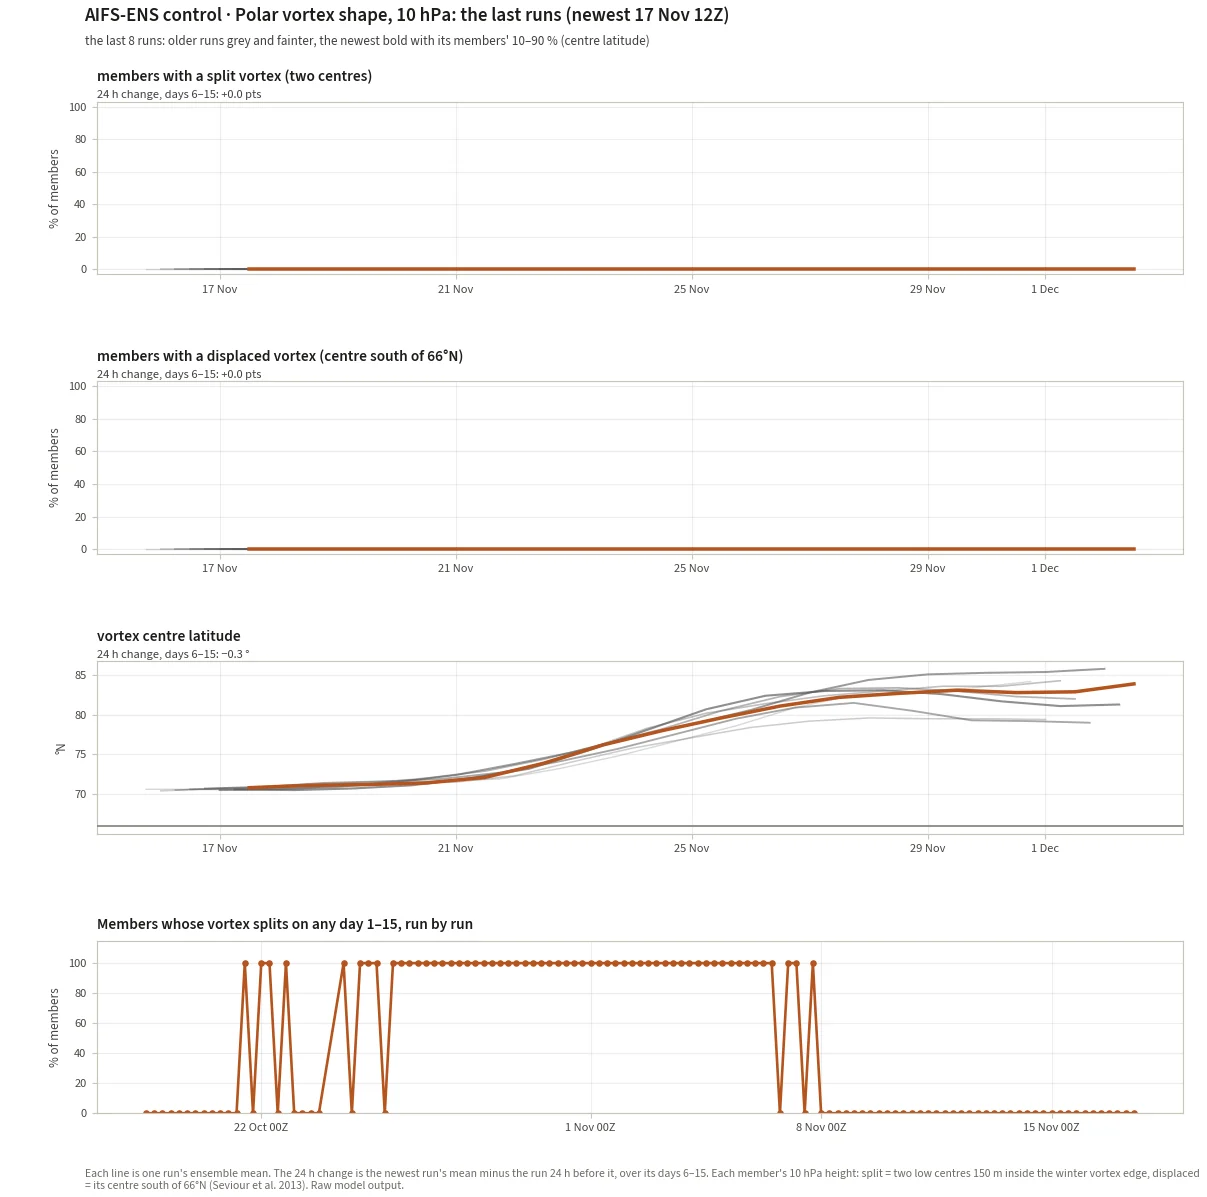 AIFS-ENS control · Polar vortex shape, 10 hPa: the last runs (newest 17 Nov 12Z)
the last 8 runs: older runs grey and fainter, the newest bold with its members' 10–90 % (centre latitude)
members with a split vortex (two centres)
24 h change, days 6–15: +0.0 pts
100
80
60
40
20
0
% of members
17 Nov 21 Nov 25 Nov 29 Nov 1 Dec
members with a displaced vortex (centre south of 66°N)
24 h change, days 6–15: +0.0 pts
100
80
60
40
20
0
% of members
17 Nov 21 Nov 25 Nov 29 Nov 1 Dec
vortex centre latitude
24 h change, days 6–15: −0.3 °
85
80
75
70
°N
17 Nov 21 Nov 25 Nov 29 Nov 1 Dec
Members whose vortex splits on any day 1–15, run by run
100
80
60
40
20
0
% of members
22 Oct 00Z 1 Nov 00Z 8 Nov 00Z 15 Nov 00Z
Each line is one run's ensemble mean. The 24 h change is the newest run's mean minus the run 24 h before it, over its days 6–15. Each member's 10 hPa height: split = two low centres 150 m inside the winter vortex edge, displaced
= its centre south of 66°N (Seviour et al. 2013). Raw model output.